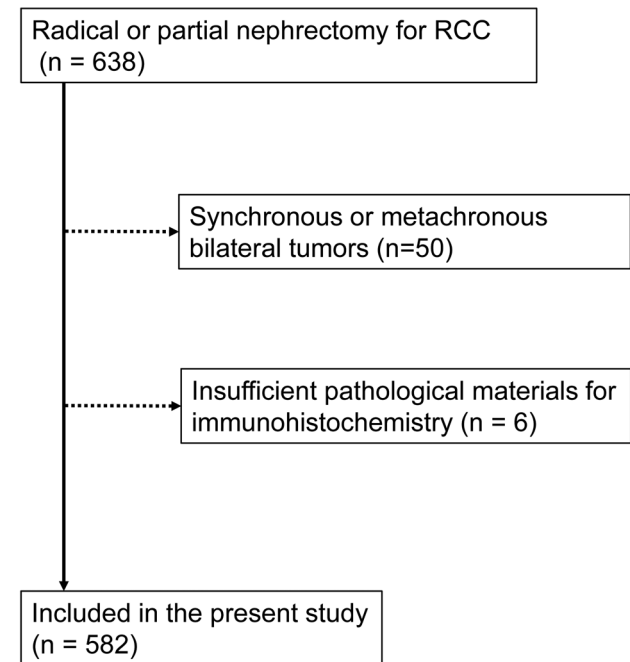 Radical or partial nephrectomy for RCC
(n = 638)
Synchronous or metachronous
bilateral tumors (n=50)
Insufficient pathological materials for
immunohistochemistry (n = 6)
Included in the present study
(n = 582)